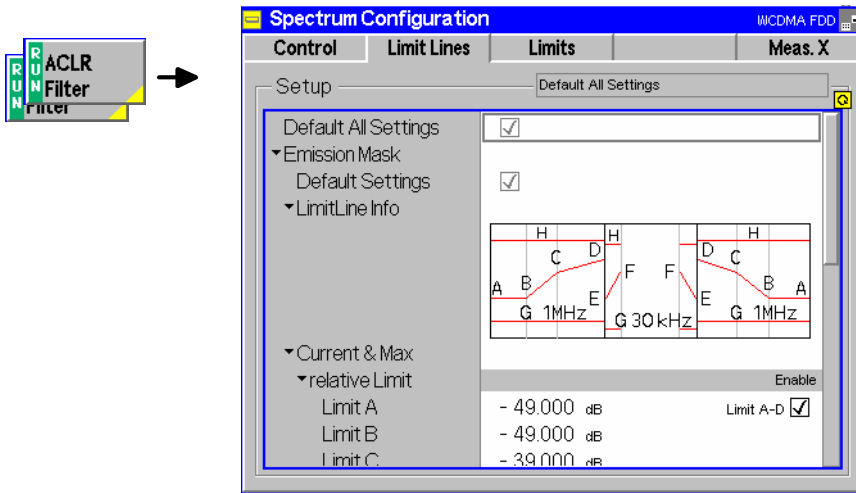 Spectrum Configuration WCDMA FDD
Control Limit Lines Limits Meas. X
RUN ACLR Filter
RUN Filter
Setup Default All Settings
Default All Settings
Emission Mask
Default Settings
LimitLine Info
H H H
A B C D E F F E D C B A
G 1MHz G 30 kHz G 1MHz
Current & Max
relative Limit Enable
Limit A - 49.000 dB Limit A-D
Limit B - 49.000 dB
Limit C - 39.000 dB